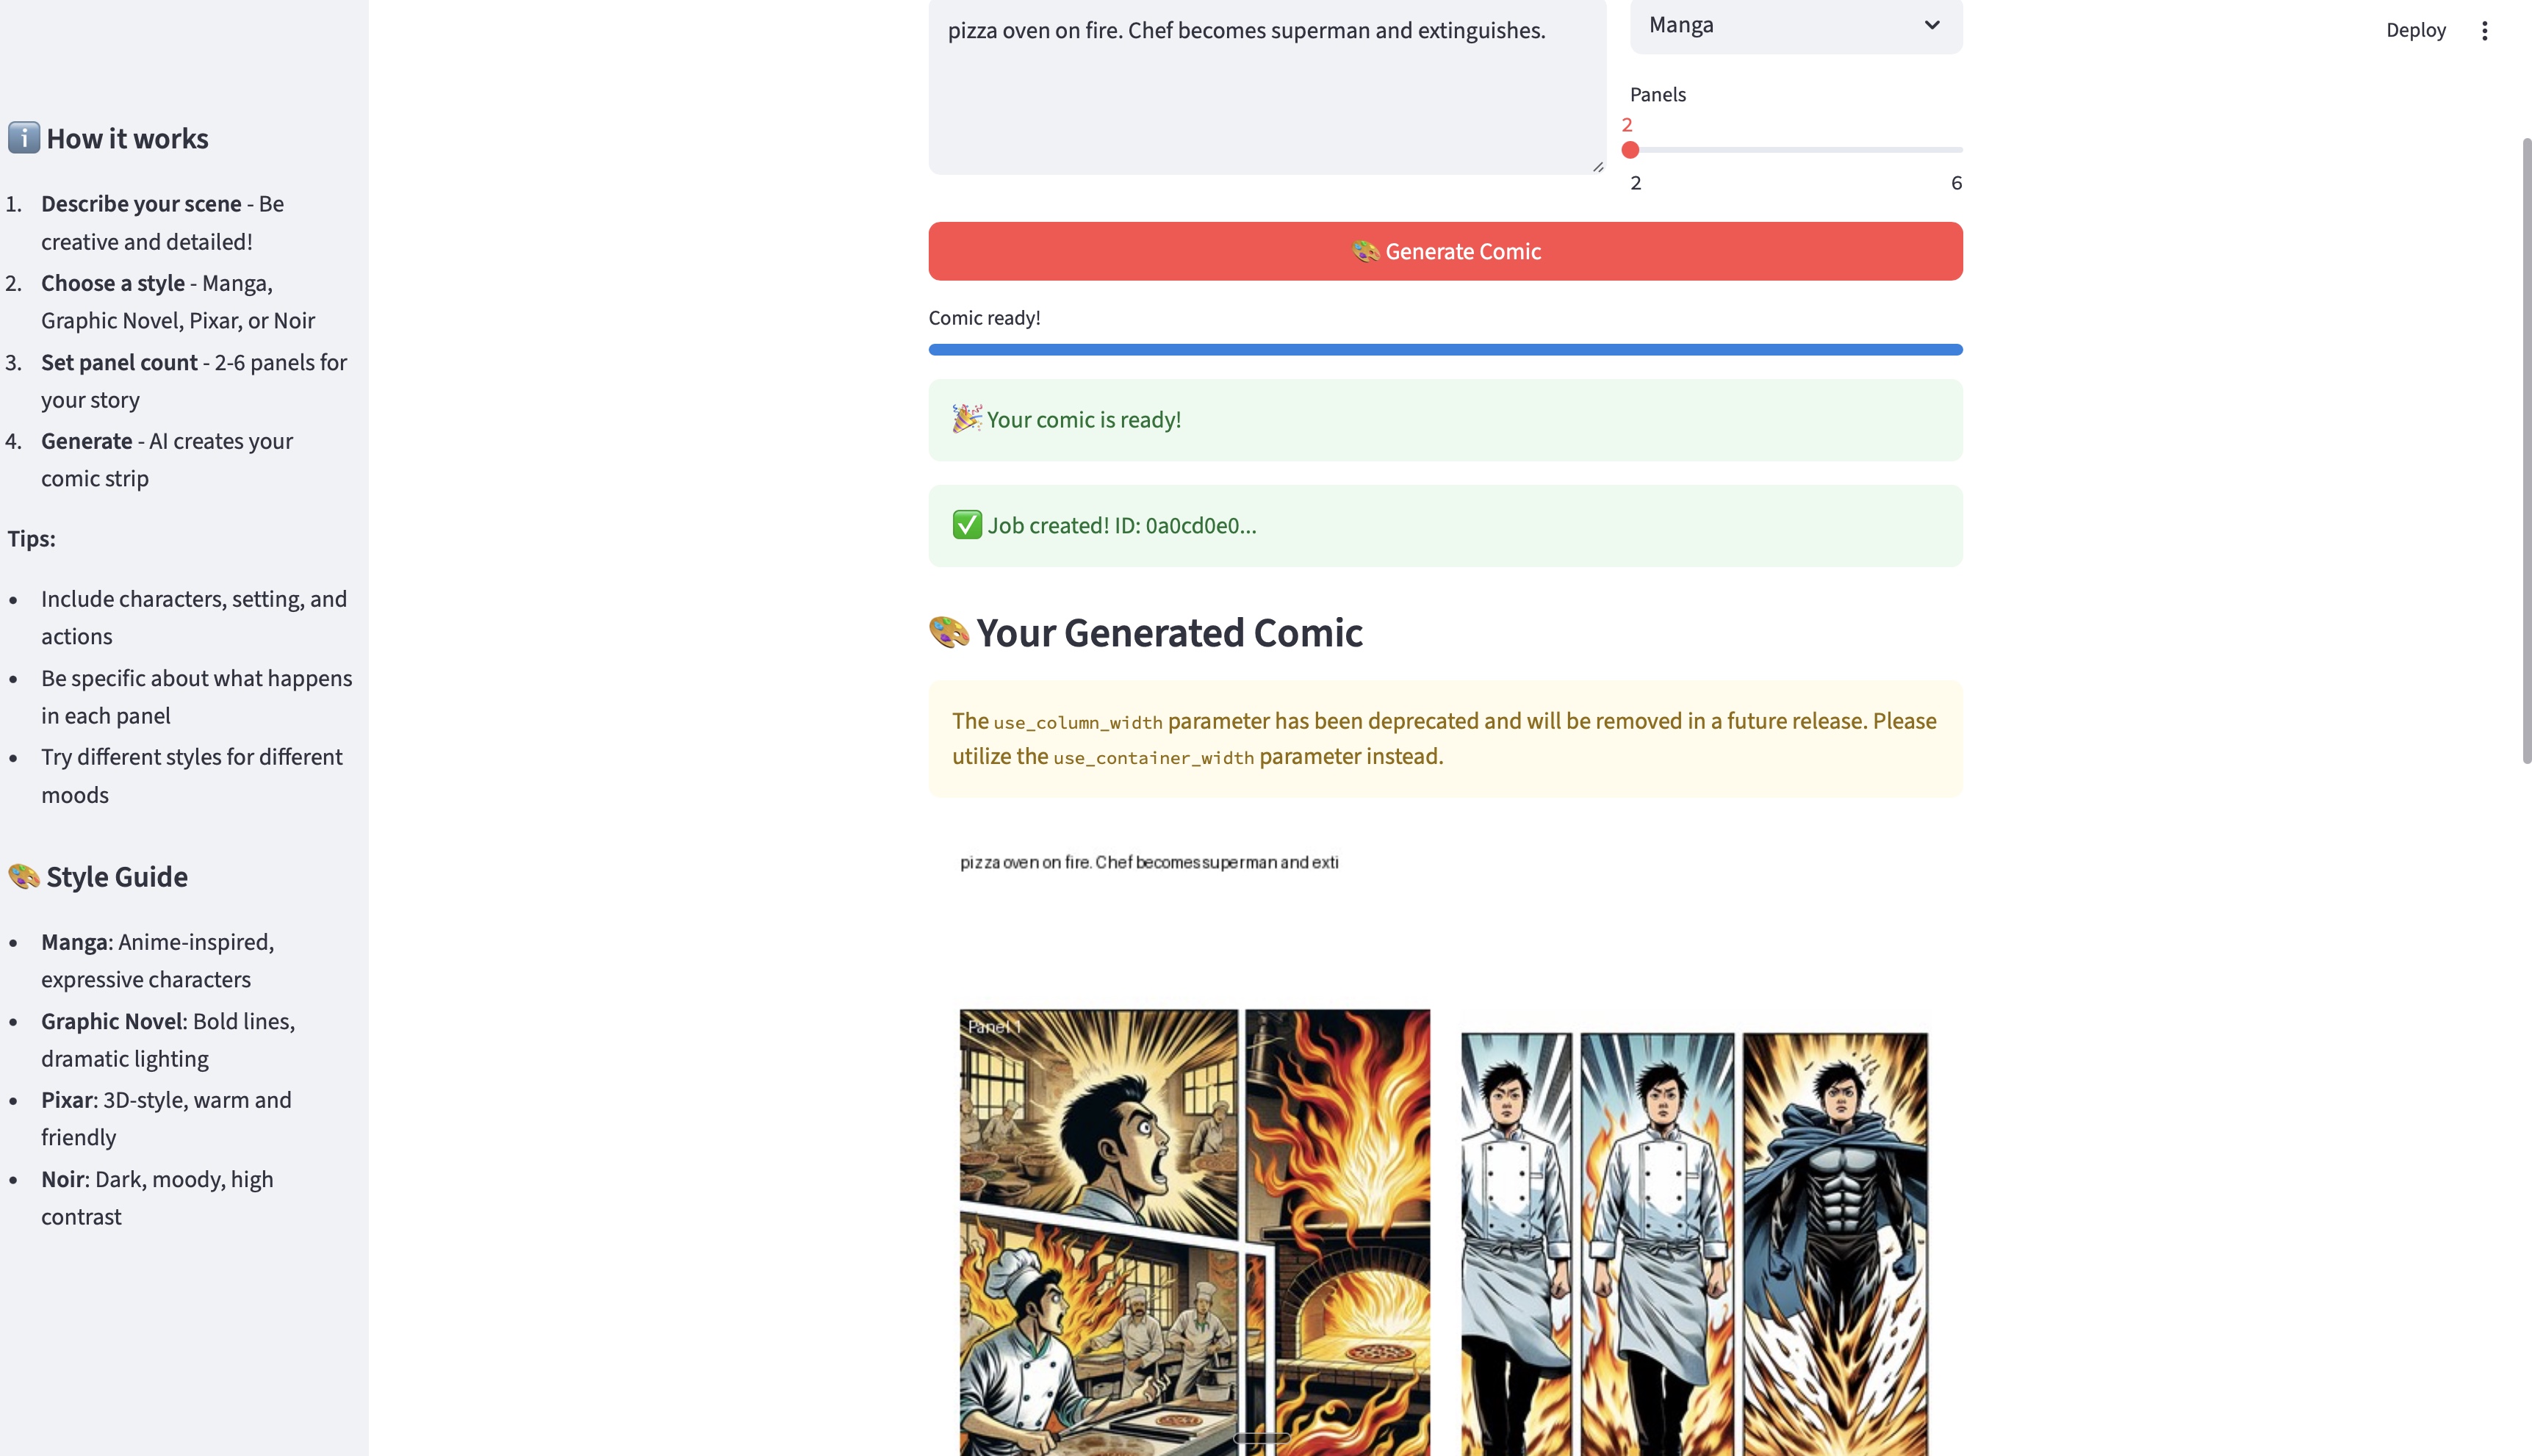 ℹ️ How it works
1. Describe your scene - Be
creative and detailed!
2. Choose a style - Manga,
Graphic Novel, Pixar, or Noir
3. Set panel count - 2-6 panels for
your story
4. Generate - AI creates your
comic strip
Tips:
• Include characters, setting, and
actions
• Be specific about what happens
in each panel
• Try different styles for different
moods
🎨 Style Guide
• Manga: Anime-inspired,
expressive characters
• Graphic Novel: Bold lines,
dramatic lighting
• Pixar: 3D-style, warm and
friendly
• Noir: Dark, moody, high
contrast
pizza oven on fire. Chef becomes superman and extinguishes.
Manga
Deploy
Panels
2
2 6
🎨 Generate Comic
Comic ready!
🎉 Your comic is ready!
✅ Job created! ID: 0a0cd0e0...
🎨 Your Generated Comic
The use_column_width parameter has been deprecated and will be removed in a future release. Please
utilize the use_container_width parameter instead.
pizza oven on fire. Chef becomes superman and exti
Panel 1